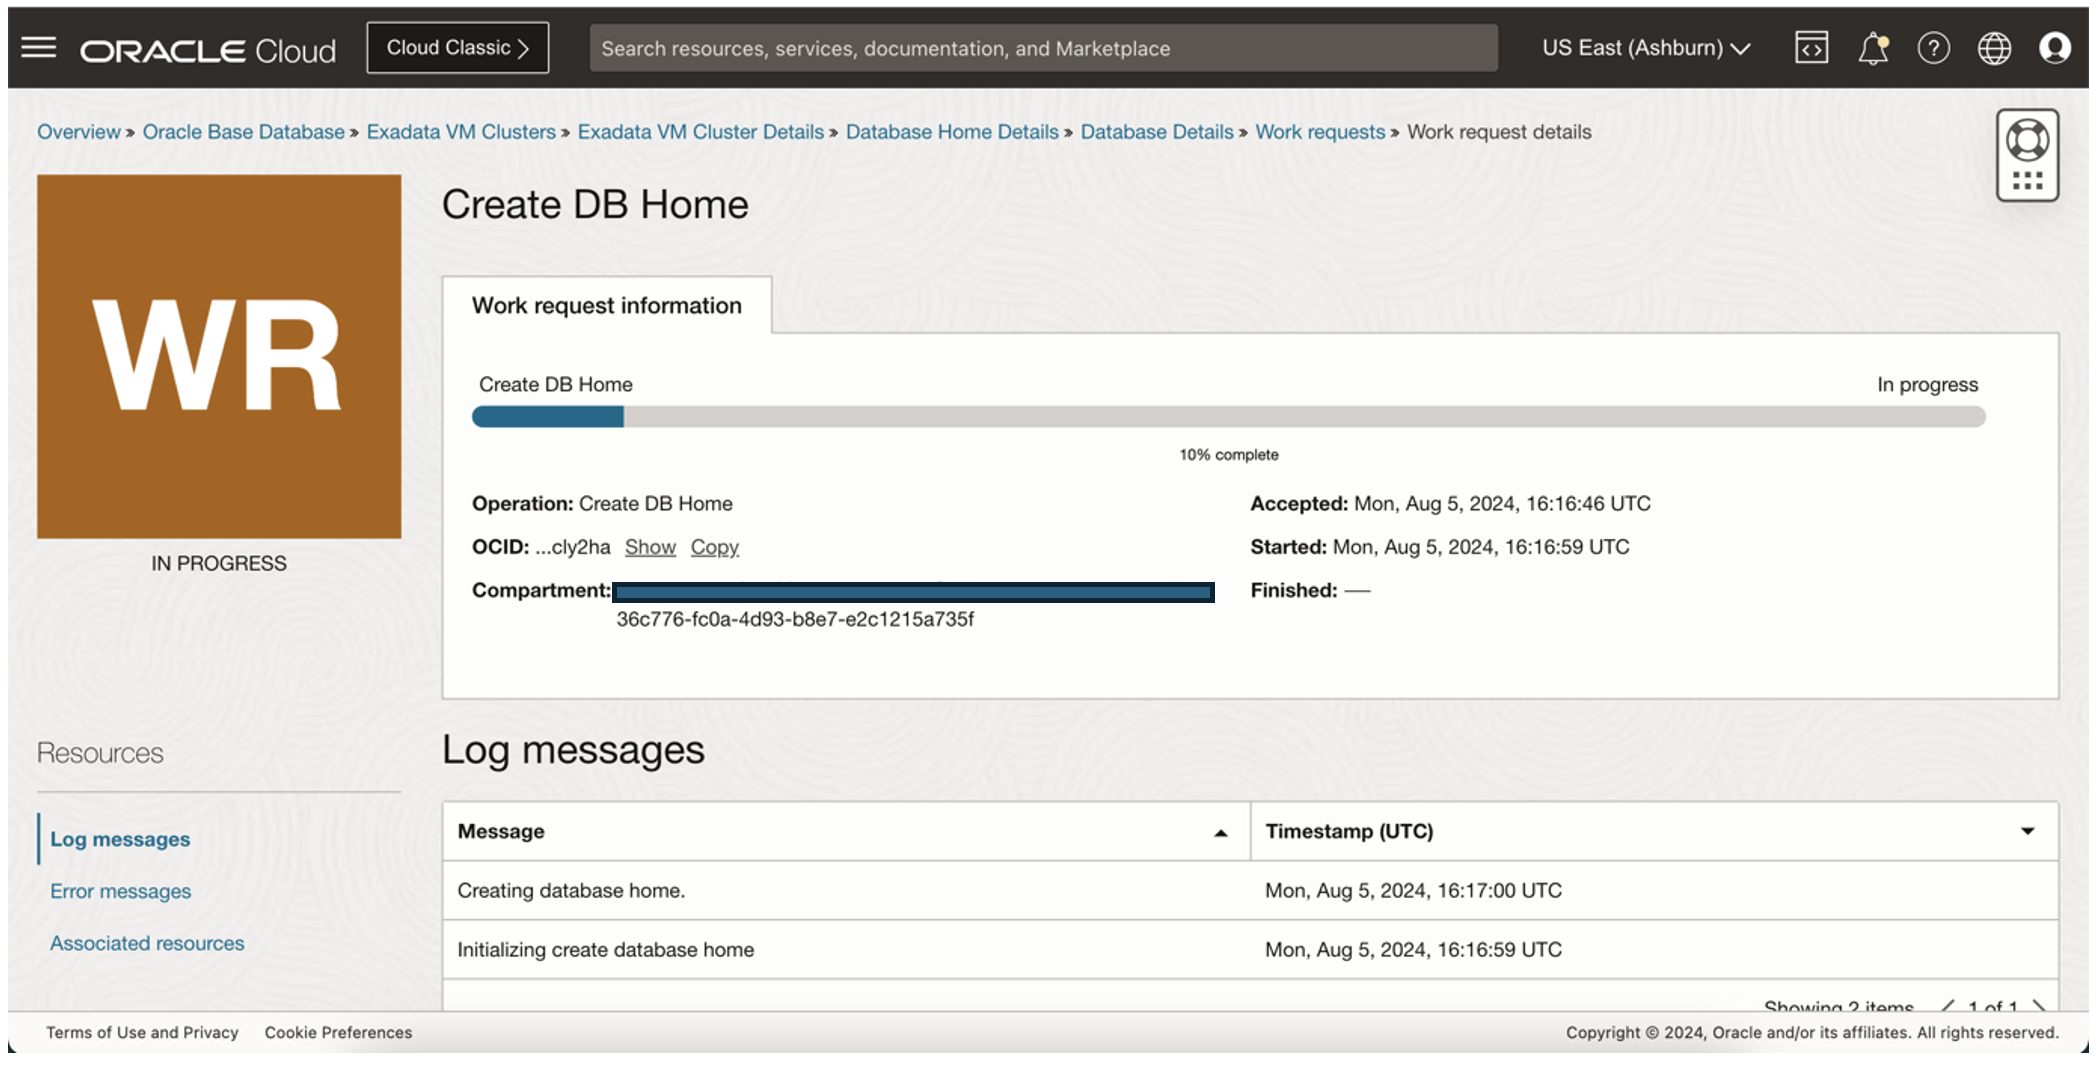 ORACLE Cloud
Cloud Classic >
Search resources, services, documentation, and Marketplace
US East (Ashburn)
Overview » Oracle Base Database » Exadata VM Clusters » Exadata VM Cluster Details » Database Home Details » Database Details » Work requests » Work request details
WR
IN PROGRESS
Create DB Home
Work request information
Create DB Home In progress
10% complete
Operation: Create DB Home
OCID: ...cly2ha Show Copy
Compartment:
36c776-fc0a-4d93-b8e7-e2c1215a735f
Accepted: Mon, Aug 5, 2024, 16:16:46 UTC
Started: Mon, Aug 5, 2024, 16:16:59 UTC
Finished: —
Resources
Log messages
Error messages
Associated resources
Log messages
Message Timestamp (UTC)
Creating database home. Mon, Aug 5, 2024, 16:17:00 UTC
Initializing create database home Mon, Aug 5, 2024, 16:16:59 UTC
Showing 2 items < 1 of 1 >
Terms of Use and Privacy Cookie Preferences
Copyright © 2024, Oracle and/or its affiliates. All rights reserved.